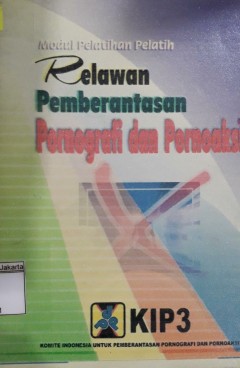 Modul Pelatihan Pelatih
Relawan
Pemberantasan
Pornografi dan Pornoaksi
Jakarta
KIP3
KOMITE INDONESIA UNTUK PEMBERANTASAN PORNOGRAFI DAN PORNOAKSI